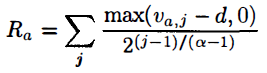 R_a = \sum_j \frac{\max(v_{a,j} - d, 0)}{2^{(j-1)/(\alpha-1)}}